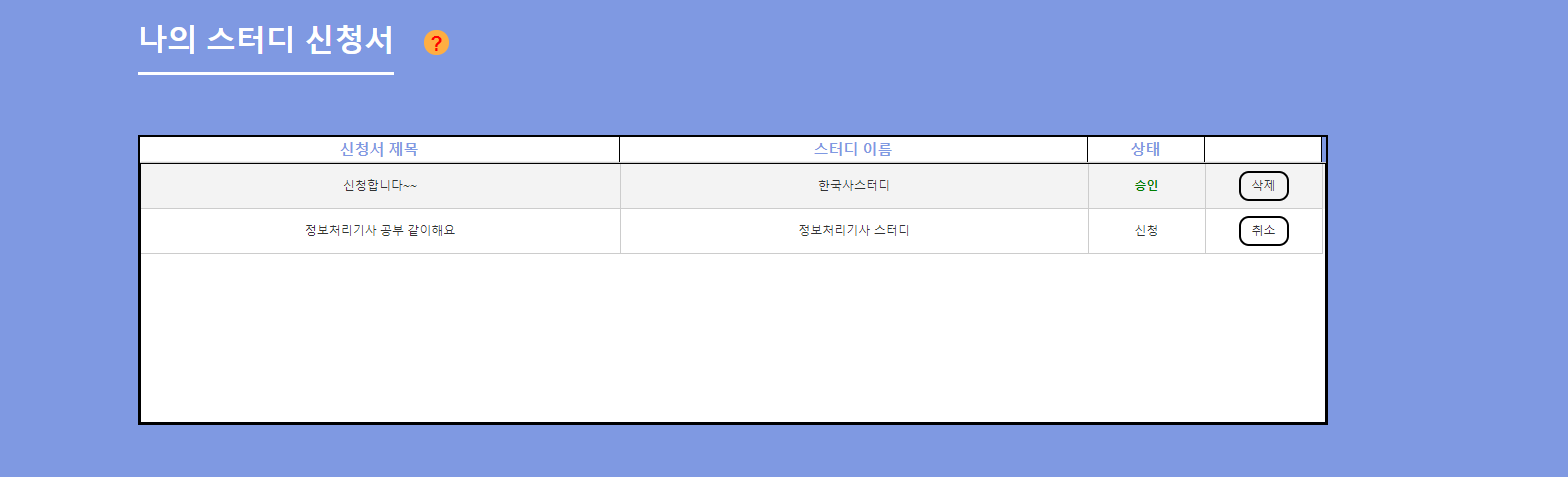 나의 스터디 신청서 ?
신청서 제목 스터디 이름 상태
신청합니다~~ 한국사스터디 승인 삭제
정보처리기사 공부 같이해요 정보처리기사 스터디 신청 취소